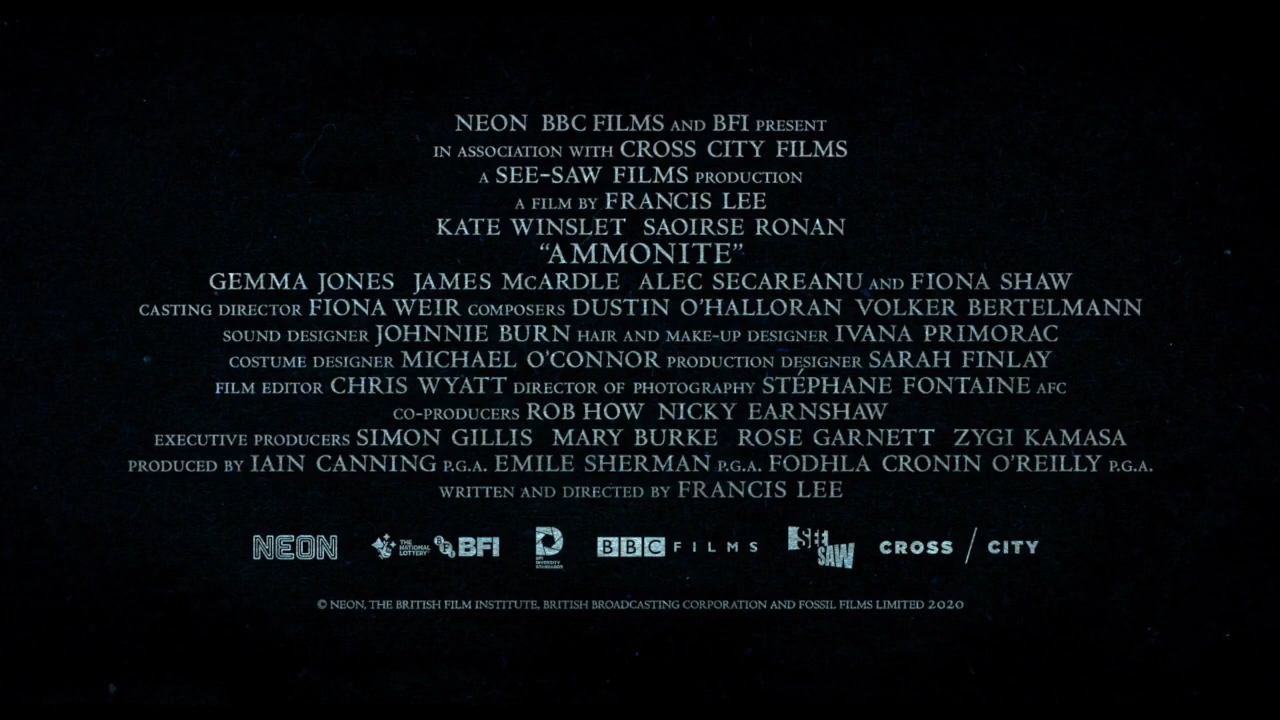 NEON BBC FILMS AND BFI PRESENT
IN ASSOCIATION WITH CROSS CITY FILMS
A SEE-SAW FILMS PRODUCTION
A FILM BY FRANCIS LEE
KATE WINSLET SAOIRSE RONAN
“AMMONITE”
GEMMA JONES JAMES McARDLE ALEC SECAREANU AND FIONA SHAW
CASTING DIRECTOR FIONA WEIR COMPOSERS DUSTIN O'HALLORAN VOLKER BERTELMANN
SOUND DESIGNER JOHNNIE BURN HAIR AND MAKE-UP DESIGNER IVANA PRIMORAC
COSTUME DESIGNER MICHAEL O'CONNOR PRODUCTION DESIGNER SARAH FINLAY
FILM EDITOR CHRIS WYATT DIRECTOR OF PHOTOGRAPHY STÉPHANE FONTAINE AFC
CO-PRODUCERS ROB HOW NICKY EARNSHAW
EXECUTIVE PRODUCERS SIMON GILLIS MARY BURKE ROSE GARNETT ZYGI KAMASA
PRODUCED BY IAIN CANNING P.G.A. EMILE SHERMAN P.G.A. FODHLA CRONIN O'REILLY P.G.A.
WRITTEN AND DIRECTED BY FRANCIS LEE
NEON THE NATIONAL LOTTERY BFI BFI DIVERSITY STANDARDS BBC FILMS SEE SAW CROSS / CITY
© NEON, THE BRITISH FILM INSTITUTE, BRITISH BROADCASTING CORPORATION AND FOSSIL FILMS LIMITED 2020